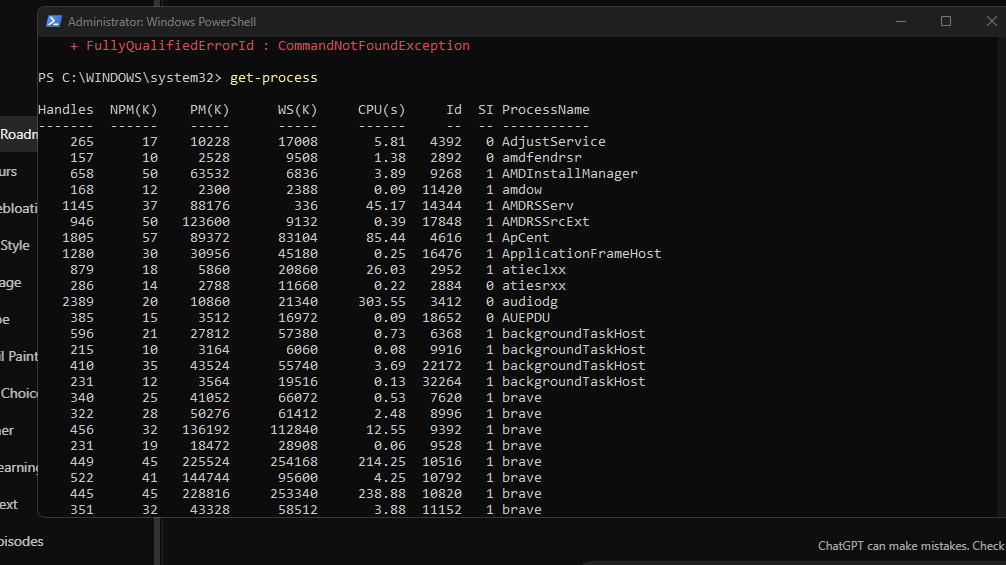 Administrator: Windows PowerShell
+ FullyQualifiedErrorId : CommandNotFoundException
PS C:\WINDOWS\system32> get-process
Handles NPM(K) PM(K) WS(K) CPU(s) Id SI ProcessName
------- ------ ----- ----- ------ -- -- -----------
265 17 10228 17008 5.81 4392 0 AdjustService
157 10 2528 9508 1.38 2892 0 amdfendrsr
658 50 63532 6836 3.89 9268 1 AMDInstallManager
168 12 2300 2388 0.09 11420 1 amdow
1145 37 88176 336 45.17 14344 1 AMDRSServ
946 50 123600 9132 0.39 17848 1 AMDRSSrcExt
1805 57 89372 83104 85.44 4616 1 ApCent
1280 30 30956 45180 0.25 16476 1 ApplicationFrameHost
879 18 5860 20860 26.03 2952 1 atieclxx
286 14 2788 11660 0.22 2884 0 atiesrxx
2389 20 10860 21340 303.55 3412 0 audiodg
385 15 3512 16972 0.09 18652 0 AUEPDU
596 21 27812 57380 0.73 6368 1 backgroundTaskHost
215 10 3164 6060 0.08 9916 1 backgroundTaskHost
410 35 43524 55740 3.69 22172 1 backgroundTaskHost
231 12 3564 19516 0.13 32264 1 backgroundTaskHost
340 25 41052 66072 0.53 7620 1 brave
322 28 50276 61412 2.48 8996 1 brave
456 32 136192 112840 12.55 9392 1 brave
231 19 18472 28908 0.06 9528 1 brave
449 45 225524 254168 214.25 10516 1 brave
522 41 144744 95600 4.25 10792 1 brave
445 45 228816 253340 238.88 10820 1 brave
351 32 43328 58512 3.88 11152 1 brave
Roadm
urs
ebloati
Style
age
pe
il Paint
Choice
ner
earning
ext
pisodes
ChatGPT can make mistakes. Check